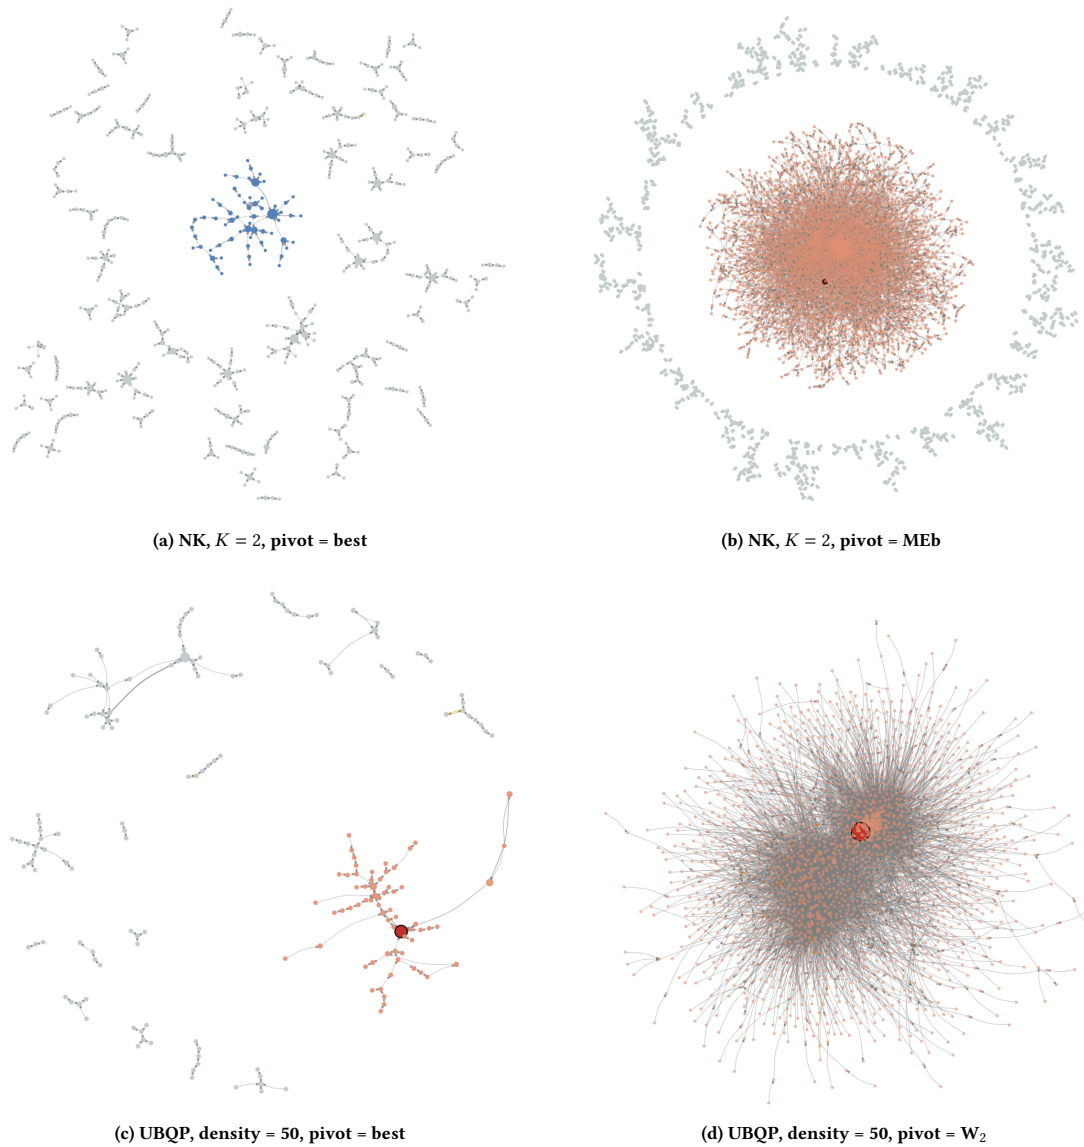 (a) NK, K = 2, pivot = best
(b) NK, K = 2, pivot = MEb
(c) UBQP, density = 50, pivot = best
(d) UBQP, density = 50, pivot = W₂